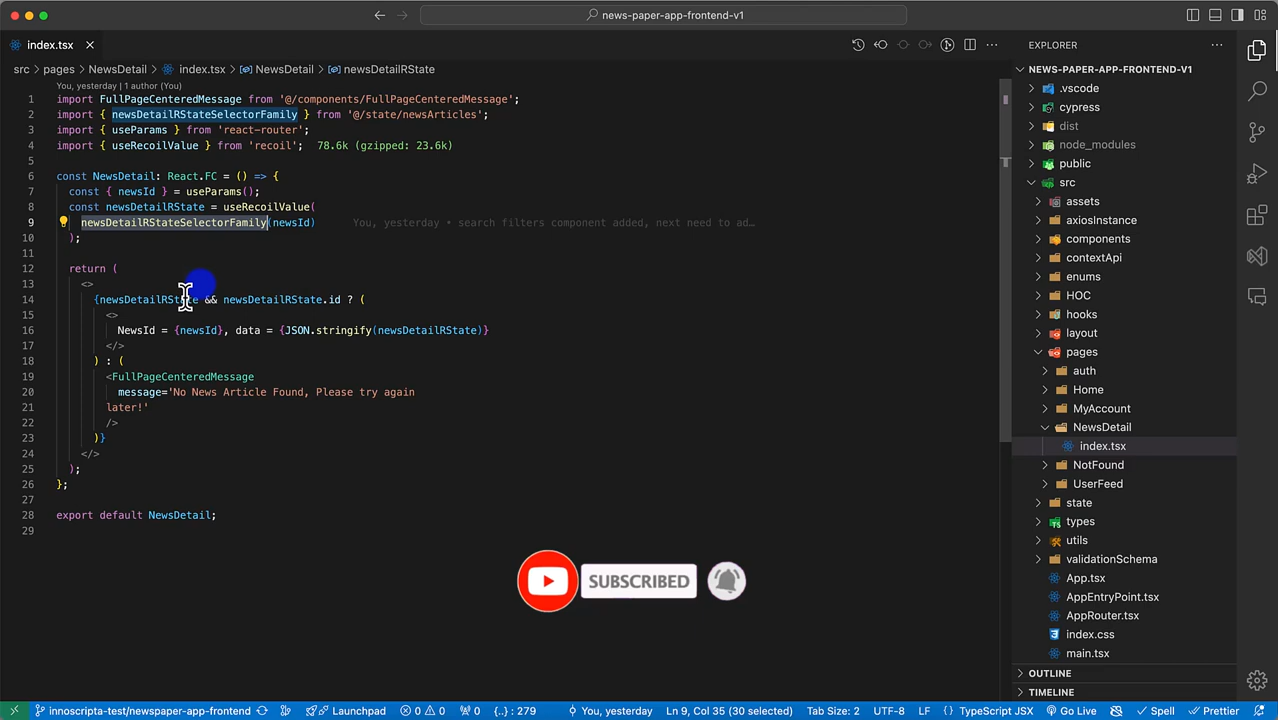 news-paper-app-frontend-v1
index.tsx
src > pages > NewsDetail > index.tsx > NewsDetail > newsDetailRState
You, yesterday | 1 author (You)
1 import FullPageCenteredMessage from '@/components/FullPageCenteredMessage';
2 import { newsDetailRStateSelectorFamily } from '@/state/newsArticles';
3 import { useParams } from 'react-router';
4 import { useRecoilValue } from 'recoil'; 78.6k (gzipped: 23.6k)
5
6 const NewsDetail: React.FC = () => {
7 const { newsId } = useParams();
8 const newsDetailRState = useRecoilValue(
9 newsDetailRStateSelectorFamily(newsId) You, yesterday • search filters component added, next need to ad…
10 );
11
12 return (
13 <>
14 {newsDetailRState && newsDetailRState.id ? (
15 <>
16 NewsId = {newsId}, data = {JSON.stringify(newsDetailRState)}
17 </>
18 ) : (
19 <FullPageCenteredMessage
20 message='No News Article Found, Please try again
21 later!'
22 />
23 )}
24 </>
25 );
26 };
27
28 export default NewsDetail;
29
SUBSCRIBED
EXPLORER
NEWS-PAPER-APP-FRONTEND-V1
.vscode
cypress
dist
node_modules
public
src
assets
axiosInstance
components
contextApi
enums
HOC
hooks
layout
pages
auth
Home
MyAccount
NewsDetail
index.tsx
NotFound
UserFeed
state
types
utils
validationSchema
App.tsx
AppEntryPoint.tsx
AppRouter.tsx
index.css
main.tsx
OUTLINE
TIMELINE
innoscripta-test/newspaper-app-frontend Launchpad 0 0 0 {..} : 279 You, yesterday Ln 9, Col 35 (30 selected) Tab Size: 2 UTF-8 LF {} TypeScript JSX Go Live Spell Prettier